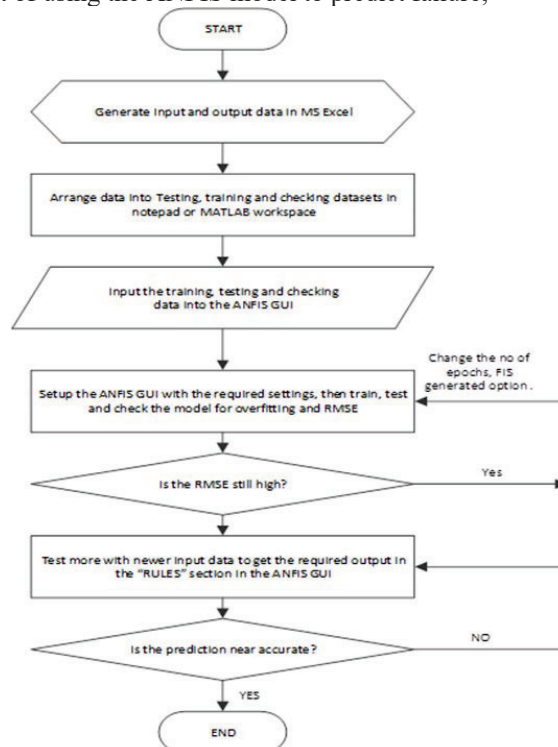 START
Generate input and output data in MS Excel
Arrange data into Testing, training and checking datasets in
notepad or MATLAB workspace
Input the training, testing and checking
data into the ANFIS GUI
Change the no of
epochs, FIS
generated option.
Setup the ANFIS GUI with the required settings, then train, test
and check the model for overfitting and RMSE
Is the RMSE still high?
Yes
Test more with newer input data to get the required output in
the "RULES" section in the ANFIS GUI
Is the prediction near accurate?
NO
YES
END